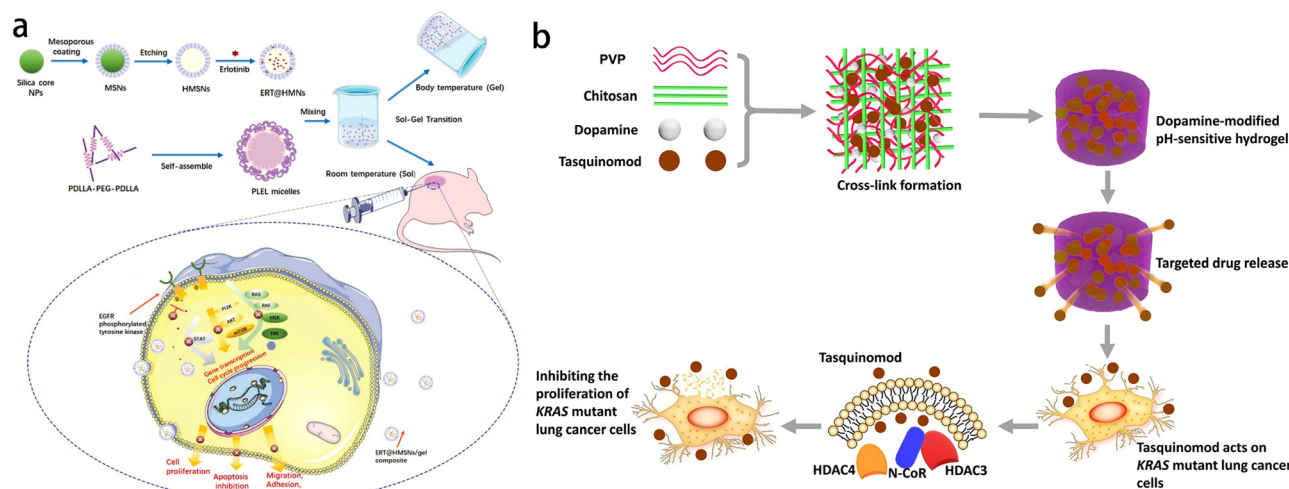 a
Mesoporous
coating
Etching
Erlotinib
Silica core
NPs
MSNs
HMSNs
ERT@HMNs
Body temperature (Gel)
Mixing
Sol-Gel Transition
Self-assemble
PDLLA-PEG-PDLLA
PLEL micelles
Room temperature (Sol)
EGFR
phosphorylated
tyrosine kinase
RAS
RAF
MEK
ERK
PI3K
AKT
mTOR
STAT
Gene transcription
Cell cycle progression
ERT@HMSNs/gel
composite
Cell
proliferation
Apoptosis
inhibition
Migration,
Adhesion,
b
PVP
Chitosan
Dopamine
Tasquinomod
Cross-link formation
Dopamine-modified
pH-sensitive hydrogel
Targeted drug release
Tasquinomod acts on
KRAS mutant lung cancer
cells
Tasquinomod
HDAC4
N-CoR
HDAC3
Inhibiting the
proliferation of
KRAS mutant
lung cancer cells